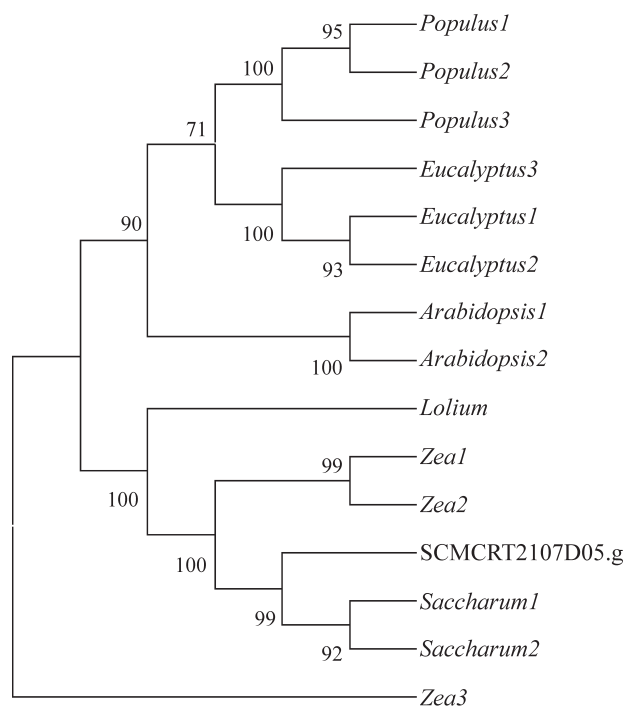 Populus1
95
Populus2
100
Populus3
71
Eucalyptus3
90
Eucalyptus1
100
Eucalyptus2
93
Arabidopsis1
Arabidopsis2
100
Lolium
Zea1
99
100
Zea2
SCMCRT2107D05.g
100
Saccharum1
99
Saccharum2
92
Zea3